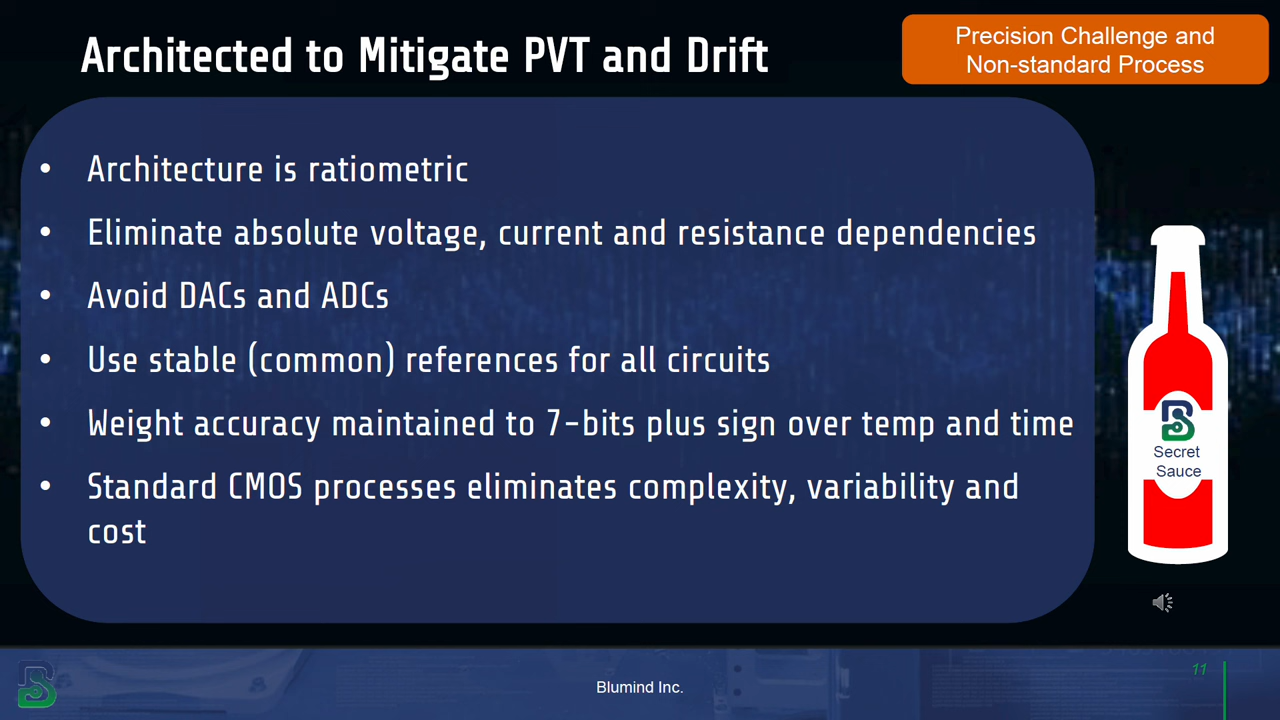 Architected to Mitigate PVT and Drift
Precision Challenge and
Non-standard Process
• Architecture is ratiometric
• Eliminate absolute voltage, current and resistance dependencies
• Avoid DACs and ADCs
• Use stable (common) references for all circuits
• Weight accuracy maintained to 7-bits plus sign over temp and time
• Standard CMOS processes eliminates complexity, variability and
cost
Secret
Sauce
Blumind Inc.
11